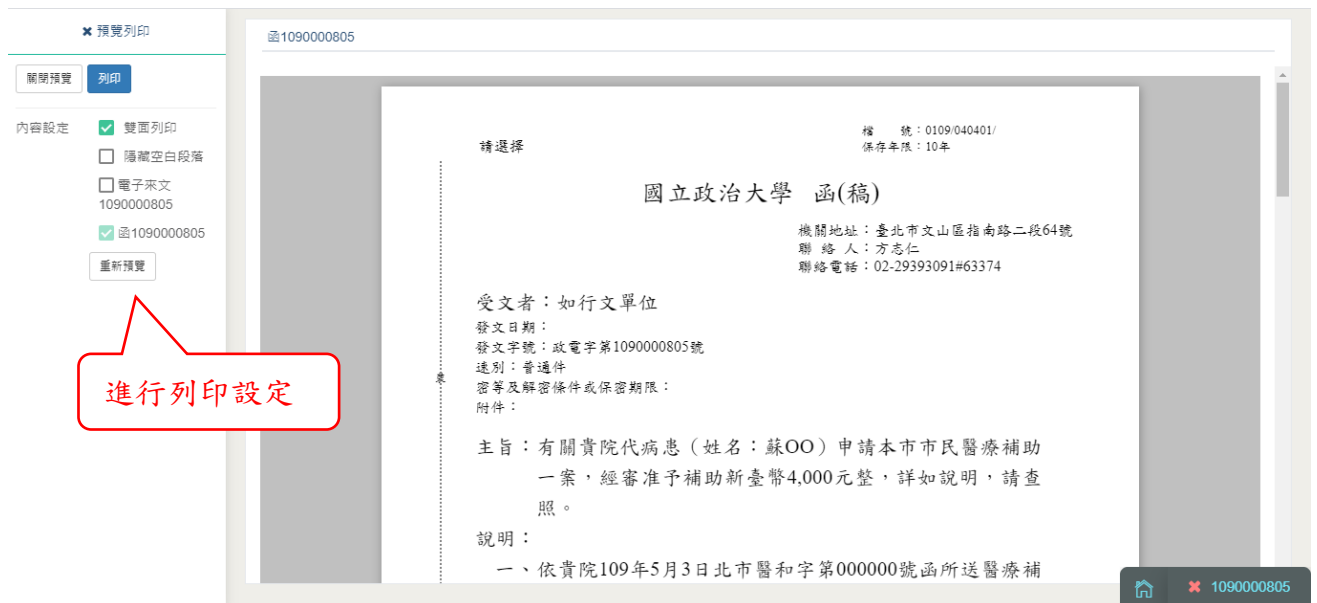 ✖ 預覽列印
關閉預覽 列印
內容設定
雙面列印
隱藏空白段落
電子來文
1090000805
函1090000805
重新預覽
進行列印設定
函1090000805
請選擇
檔 號：0109/040401/
保存年限：10年
國立政治大學 函(稿)
機關地址：臺北市文山區指南路二段64號
聯 絡 人：方志仁
聯絡電話：02-29393091#63374
受文者：如行文單位
發文日期：
發文字號：政電字第1090000805號
速別：普通件
密等及解密條件或保密期限：
附件：
主旨：有關貴院代病患（姓名：蘇OO）申請本市市民醫療補助
一案，經審准予補助新臺幣4,000元整，詳如說明，請查
照。
說明：
一、依貴院109年5月3日北市醫和字第000000號函所送醫療補
✖ 1090000805